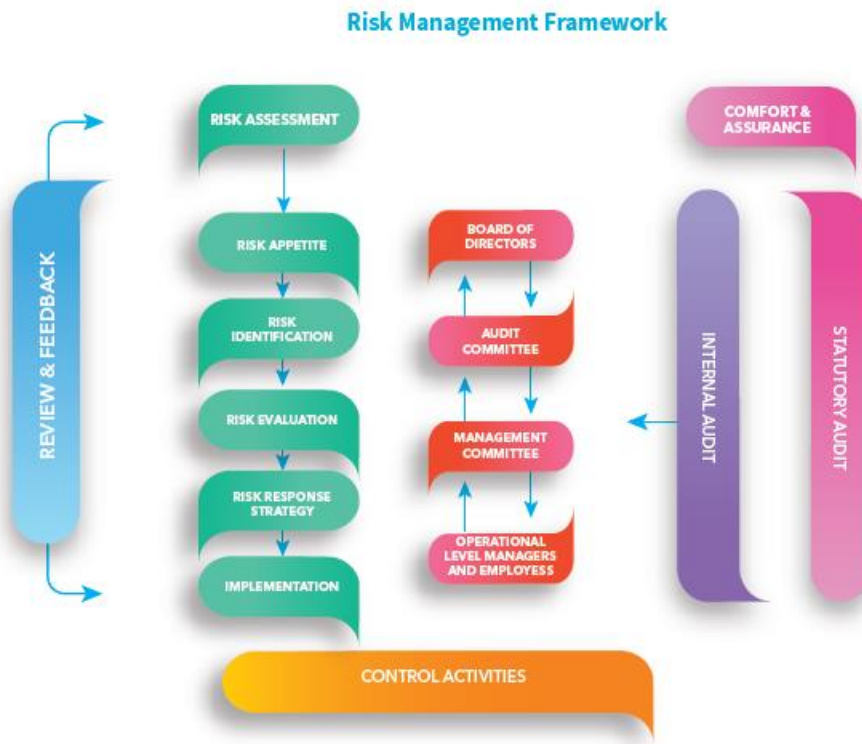 Risk Management Framework
RISK ASSESSMENT
COMFORT &
ASSURANCE
REVIEW & FEEDBACK
RISK APPETITE
RISK
IDENTIFICATION
RISK EVALUATION
RISK RESPONSE
STRATEGY
IMPLEMENTATION
BOARD OF
DIRECTORS
AUDIT
COMMITTEE
MANAGEMENT
COMMITTEE
OPERATIONAL
LEVEL MANAGERS
AND EMPLOYESS
INTERNAL AUDIT
STATUTORY AUDIT
CONTROL ACTIVITIES